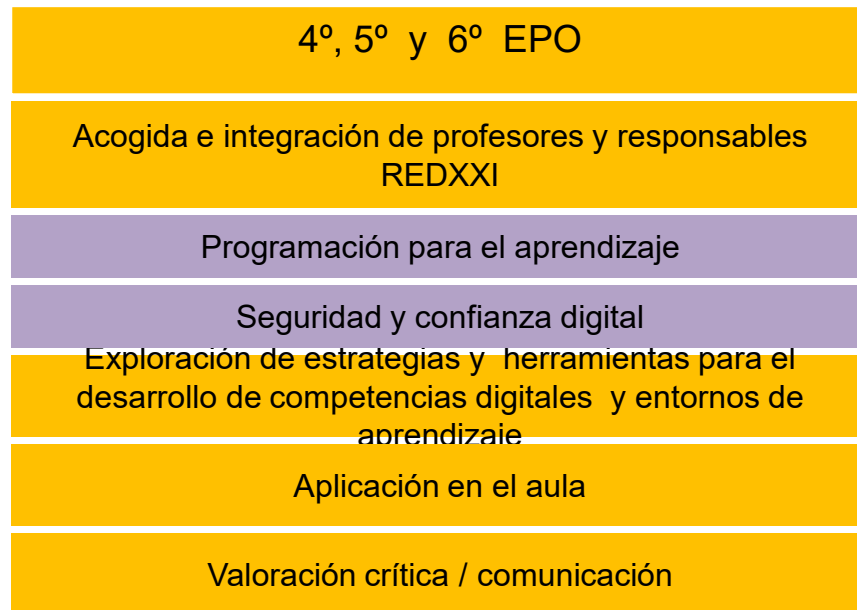 4º, 5º y 6º EPO
Acogida e integración de profesores y responsables
REDXXI
Programación para el aprendizaje
Seguridad y confianza digital
Exploración de estrategias y herramientas para el
desarrollo de competencias digitales y entornos de
aprendizaje
Aplicación en el aula
Valoración crítica / comunicación